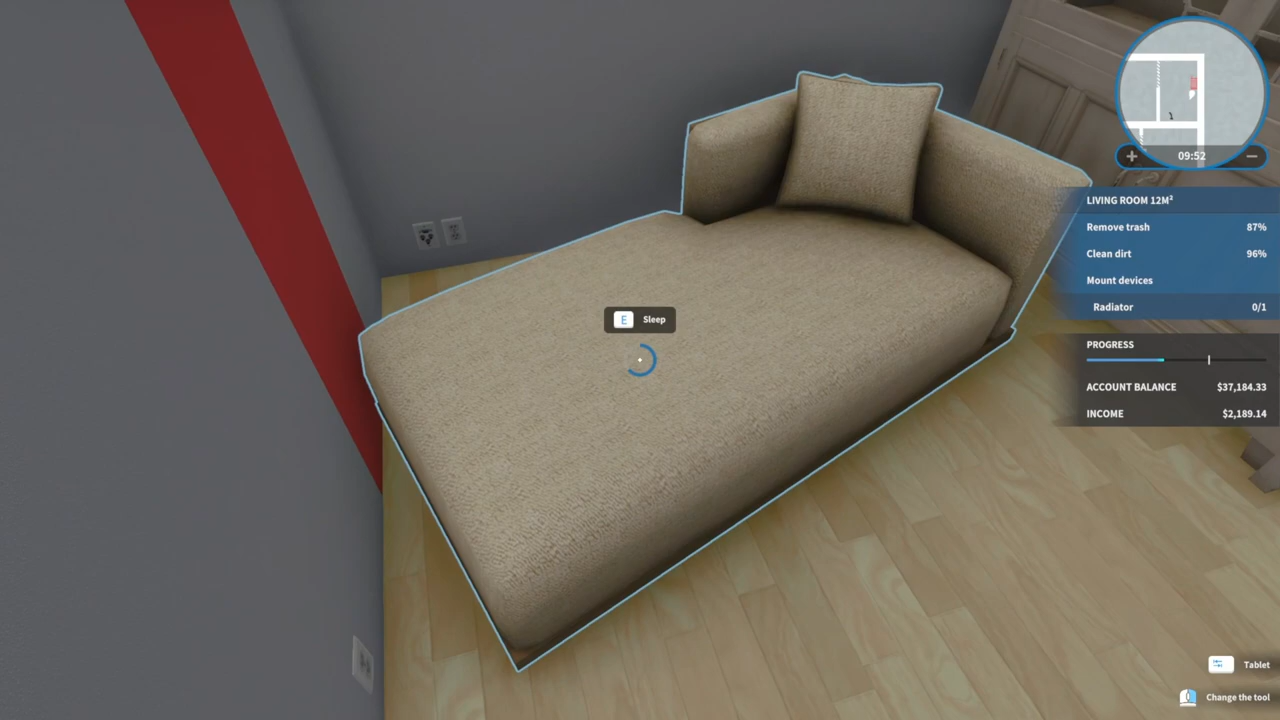 E Sleep
1
+ 09:52 −
LIVING ROOM 12M²
Remove trash 87%
Clean dirt 96%
Mount devices
Radiator 0/1
PROGRESS
ACCOUNT BALANCE $37,184.33
INCOME $2,189.14
Tablet
Change the tool